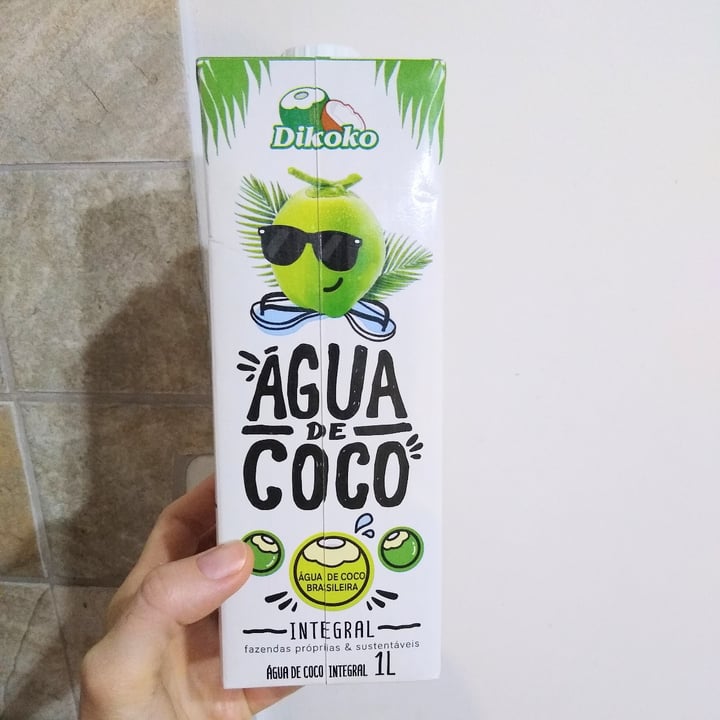 Dikoko
ÁGUA
DE
COCO
ÁGUA DE COCO
BRASILEIRA
INTEGRAL
fazendas próprias & sustentáveis
ÁGUA DE COCO INTEGRAL 1L